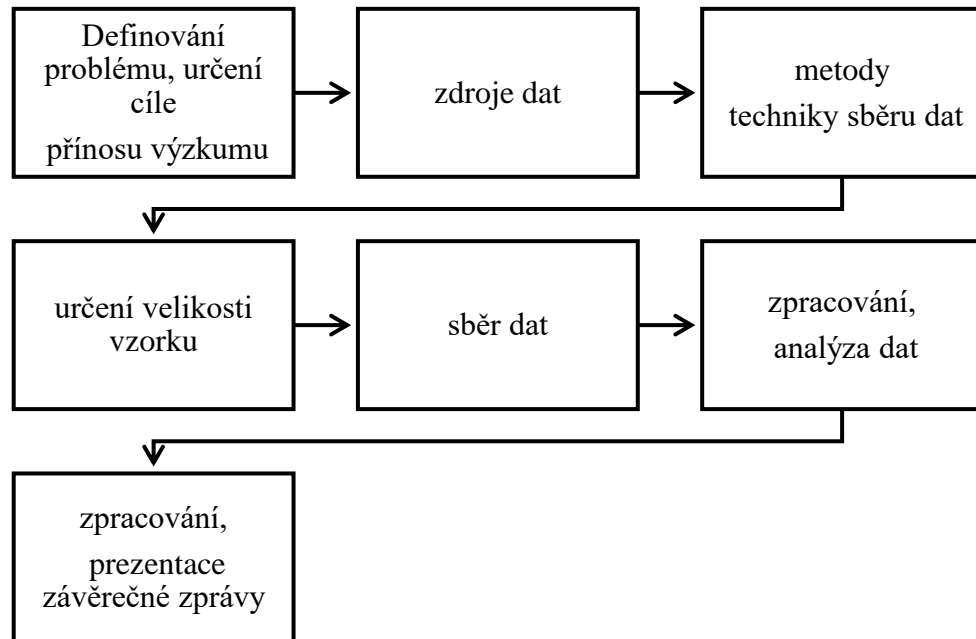 Definování
problému, určení
cíle
přínosu výzkumu
zdroje dat
metody
techniky sběru dat
určení velikosti
vzorku
sběr dat
zpracování,
analýza dat
zpracování,
prezentace
závěrečné zprávy